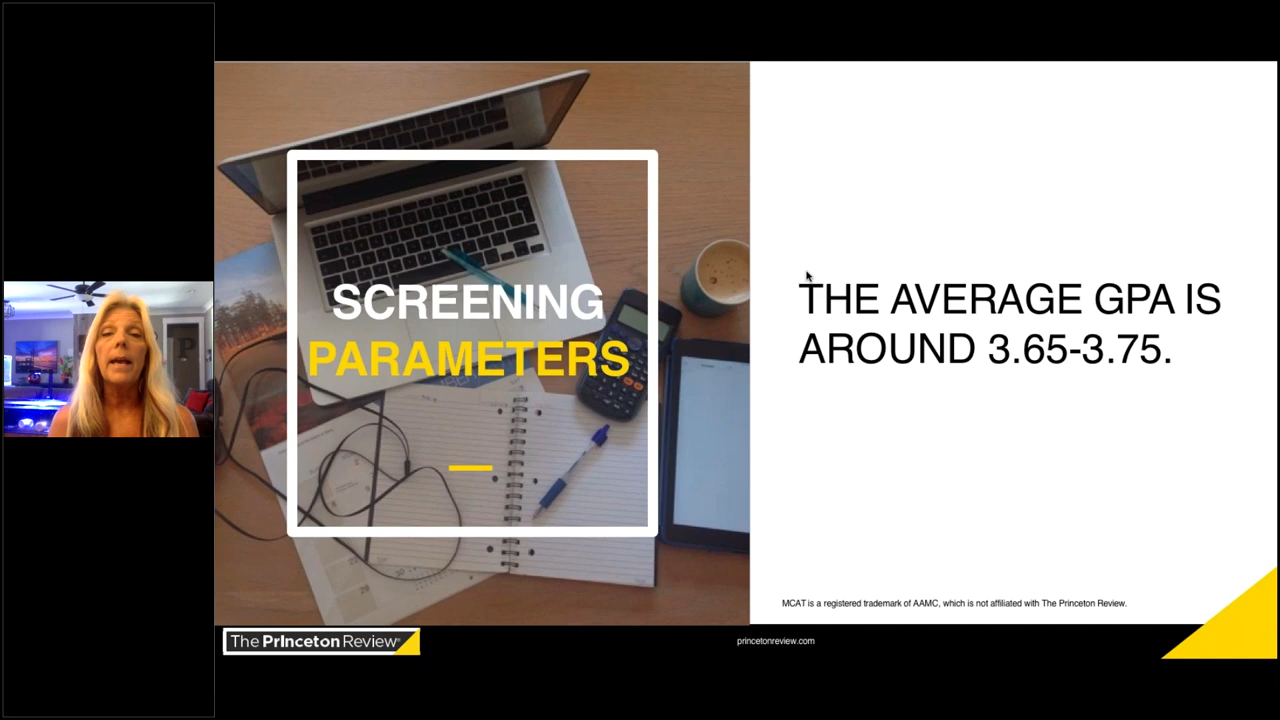 SCREENING
PARAMETERS
THE AVERAGE GPA IS
AROUND 3.65-3.75.
MCAT is a registered trademark of AAMC, which is not affiliated with The Princeton Review.
The Princeton Review®
princetonreview.com